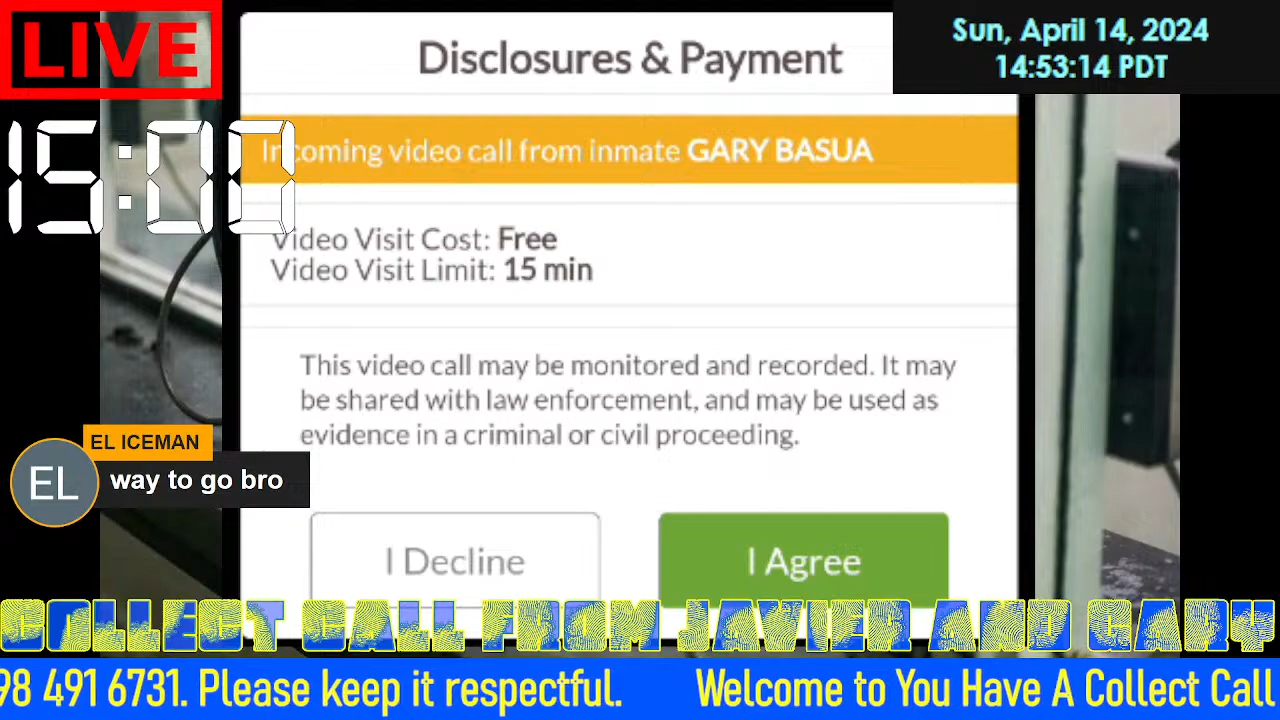 LIVE
Disclosures & Payment
Sun, April 14, 2024
14:53:14 PDT
15:00
Incoming video call from inmate GARY BASUA
Video Visit Cost: Free
Video Visit Limit: 15 min
This video call may be monitored and recorded. It may
be shared with law enforcement, and may be used as
evidence in a criminal or civil proceeding.
EL ICEMAN
EL
way to go bro
I Decline
I Agree
COLLECT CALL FROM JAVIER AND GARY
98 491 6731. Please keep it respectful. Welcome to You Have A Collect Call